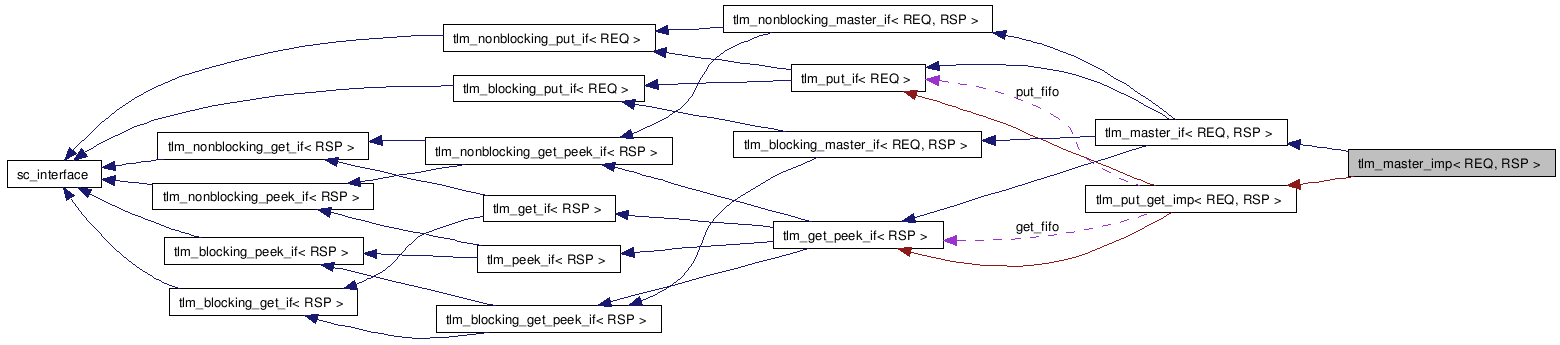 tlm_nonblocking_master_if< REQ, RSP >
tlm_nonblocking_put_if< REQ >
tlm_put_if< REQ >
tlm_blocking_put_if< REQ >
put_fifo
tlm_master_if< REQ, RSP >
tlm_nonblocking_get_if< RSP >
tlm_nonblocking_get_peek_if< RSP >
tlm_blocking_master_if< REQ, RSP >
tlm_master_imp< REQ, RSP >
sc_interface
tlm_nonblocking_peek_if< RSP >
tlm_get_if< RSP >
tlm_put_get_imp< REQ, RSP >
get_fifo
tlm_get_peek_if< RSP >
tlm_blocking_peek_if< RSP >
tlm_peek_if< RSP >
tlm_blocking_get_if< RSP >
tlm_blocking_get_peek_if< RSP >